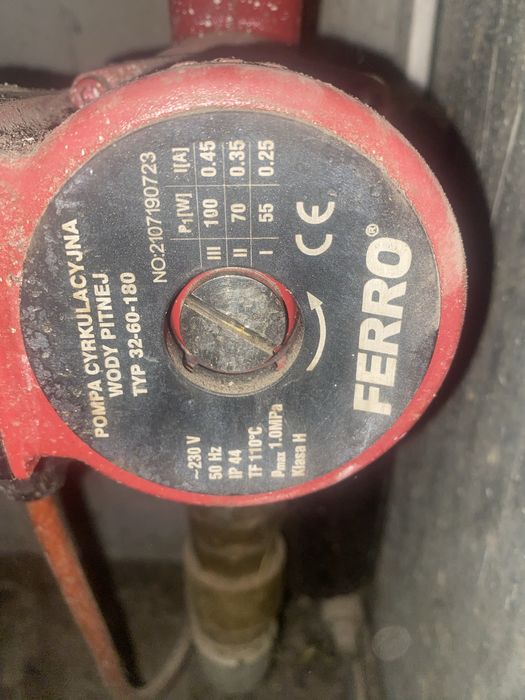 POMPA CYRKULACYJNA
WODY PITNEJ
TYP 32-60-180
NO:2107190723
P1[W] I[A]
III 100 0.45
II 70 0.35
I 55 0.25
CE
FERRO®
~230 V
50 Hz
IP 44
TF 110°C
Pmax 1.0MPa
Klasa H